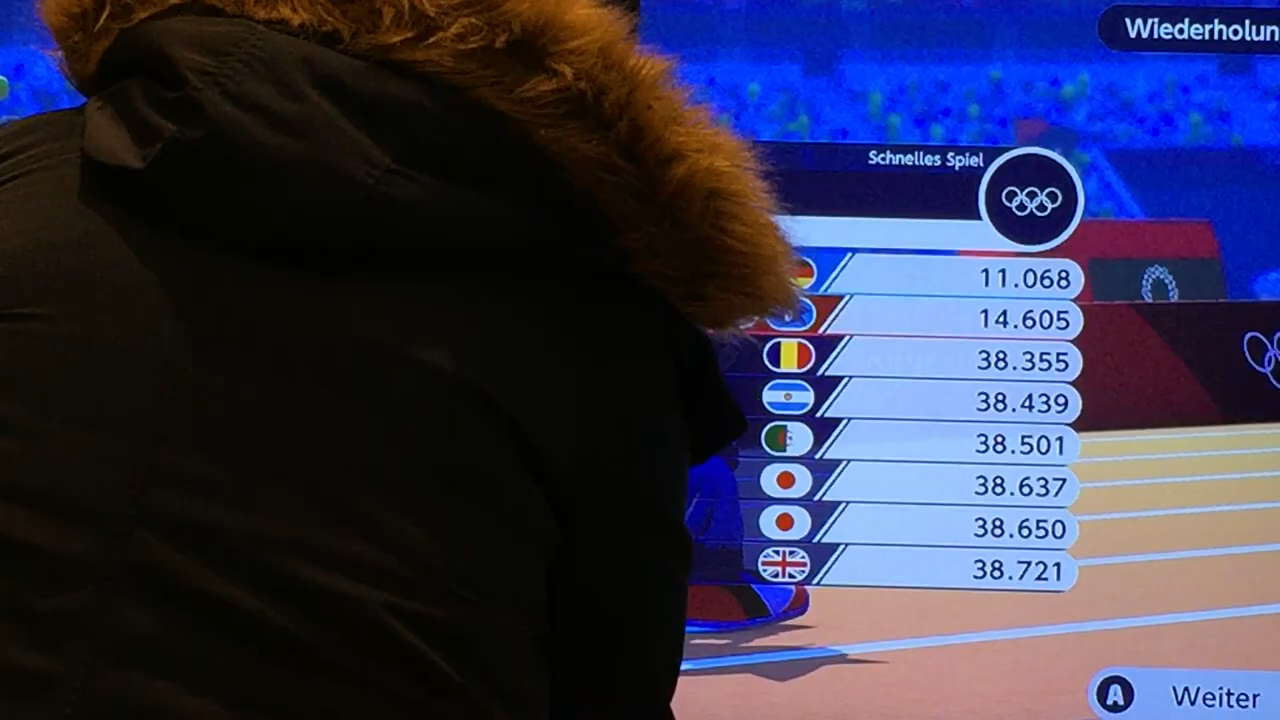 Wiederholun
Schnelles Spiel
11.068
14.605
38.355
38.439
38.501
38.637
38.650
38.721
A Weiter